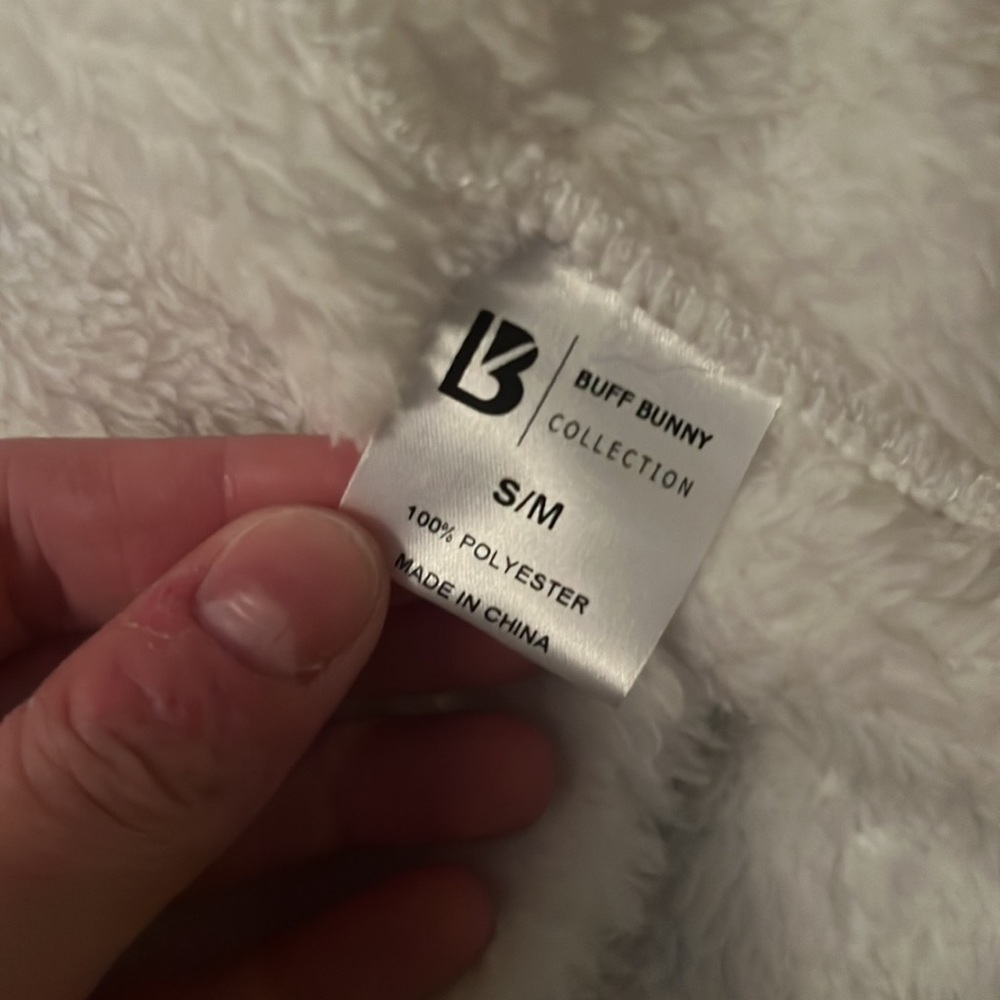 B
BUFF BUNNY
COLLECTION
S/M
100% POLYESTER
MADE IN CHINA